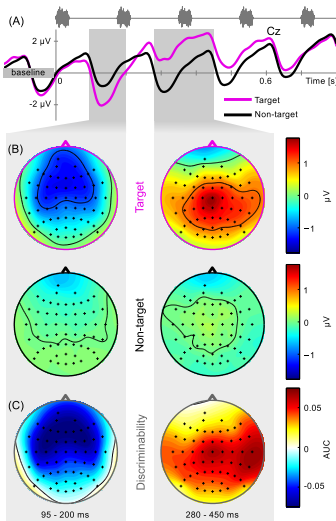 (A)
Cz
2 µV
baseline
-2 µV
0
0.6
Time [s]
Target
Non-target
(B)
Target
1
0
−1
µV
Non-target
1
0
−1
µV
(C)
Discriminability
0.05
0
-0.05
AUC
95 - 200 ms
280 - 450 ms